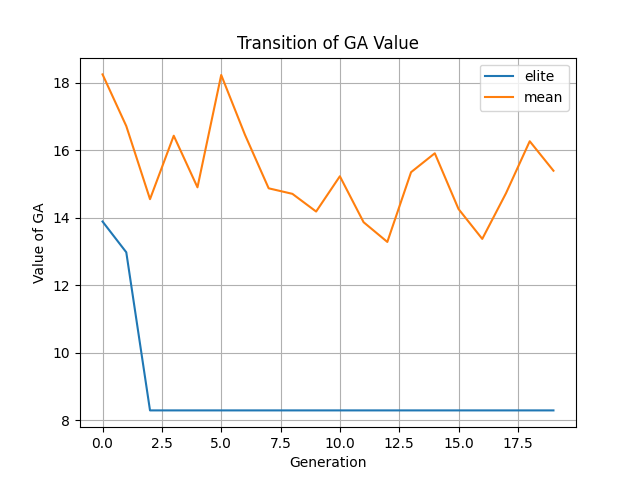 Transition of GA Value
elite
mean
Value of GA
18
16
14
12
10
8
0.0 2.5 5.0 7.5 10.0 12.5 15.0 17.5
Generation